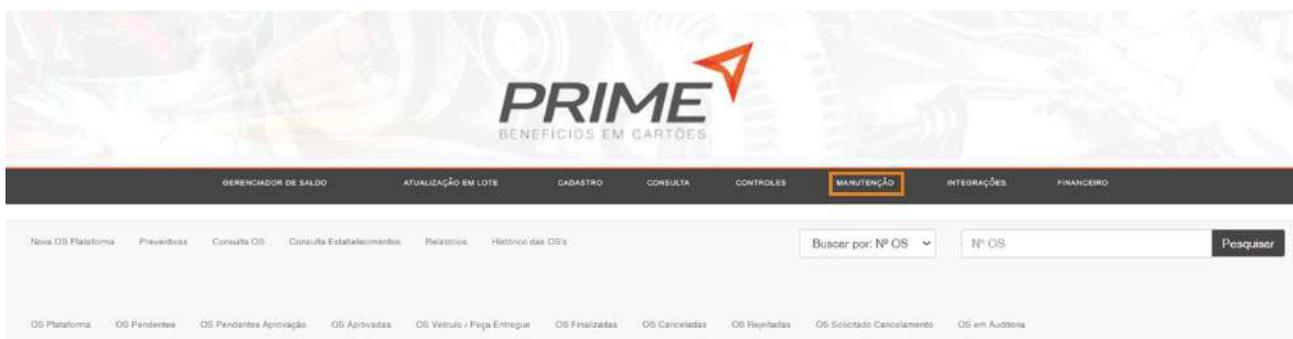 PRIME
BENEFÍCIOS EM CARTÕES
GERENCIADOR DE SALDO ATUALIZAÇÃO EM LOTE CADASTRO CONSULTA CONTROLES MANUTENÇÃO INTEGRAÇÕES FINANCEIRO
Nova OS Plataforma Preventivas Consulta OS Consulta Estabelecimentos Relatórios Histórico das OS's Buscar por: Nº OS Nº OS Pesquisar
OS Plataforma OS Pendentes OS Pendentes Aprovação OS Aprovadas OS Veículo / Peça Entregue OS Finalizadas OS Canceladas OS Rejeitadas OS Solicitado Cancelamento OS em Auditoria